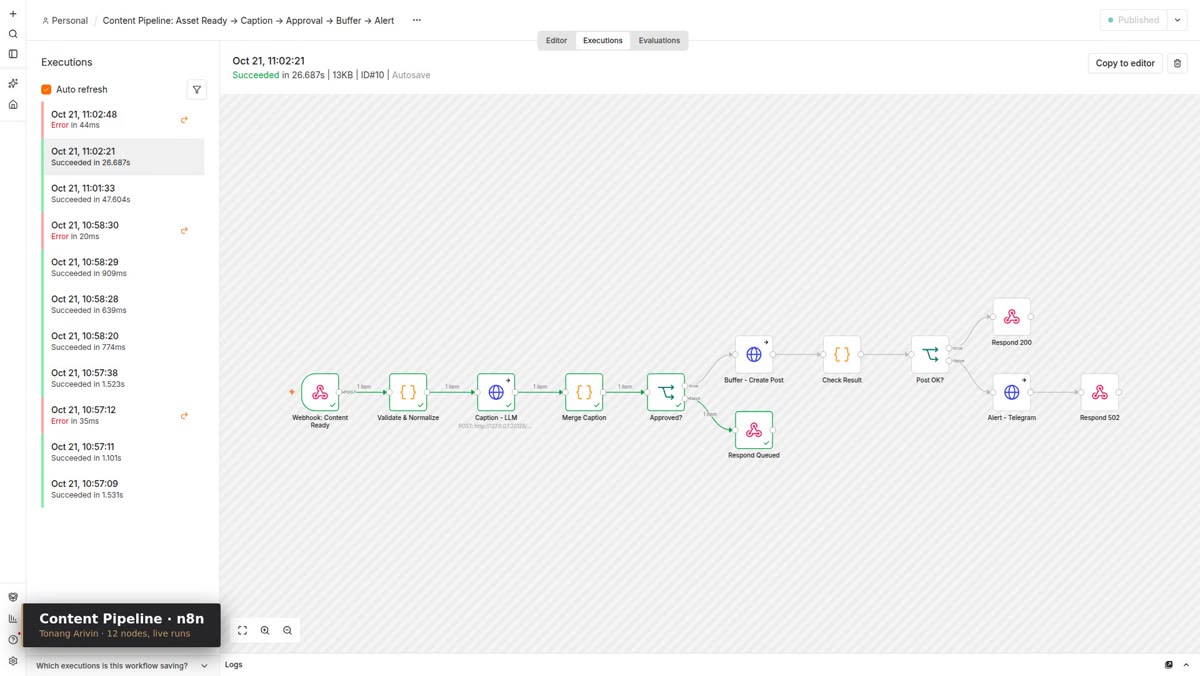 Personal / Content Pipeline: Asset Ready → Caption → Approval → Buffer → Alert ...
Published
Editor Executions Evaluations
Executions
Auto refresh
Oct 21, 11:02:48
Error in 44ms
Oct 21, 11:02:21
Succeeded in 26.687s
Oct 21, 11:01:33
Succeeded in 47.604s
Oct 21, 10:58:30
Error in 20ms
Oct 21, 10:58:29
Succeeded in 909ms
Oct 21, 10:58:28
Succeeded in 639ms
Oct 21, 10:58:20
Succeeded in 774ms
Oct 21, 10:57:38
Succeeded in 1.523s
Oct 21, 10:57:12
Error in 35ms
Oct 21, 10:57:11
Succeeded in 1.101s
Oct 21, 10:57:09
Succeeded in 1.531s
Content Pipeline · n8n
Tonang Arivin · 12 nodes, live runs
Which executions is this workflow saving?
Oct 21, 11:02:21
Succeeded in 26.687s | 13KB | ID#10 | Autosave
Copy to editor
Webhook: Content
Ready
POST
1 item
Validate & Normalize
1 item
Caption - LLM
1 item
Merge Caption
1 item
Approved?
true
false
1 item
Buffer - Create Post
Respond Queued
Check Result
Post OK?
true
false
Respond 200
Alert - Telegram
Respond 502
Logs